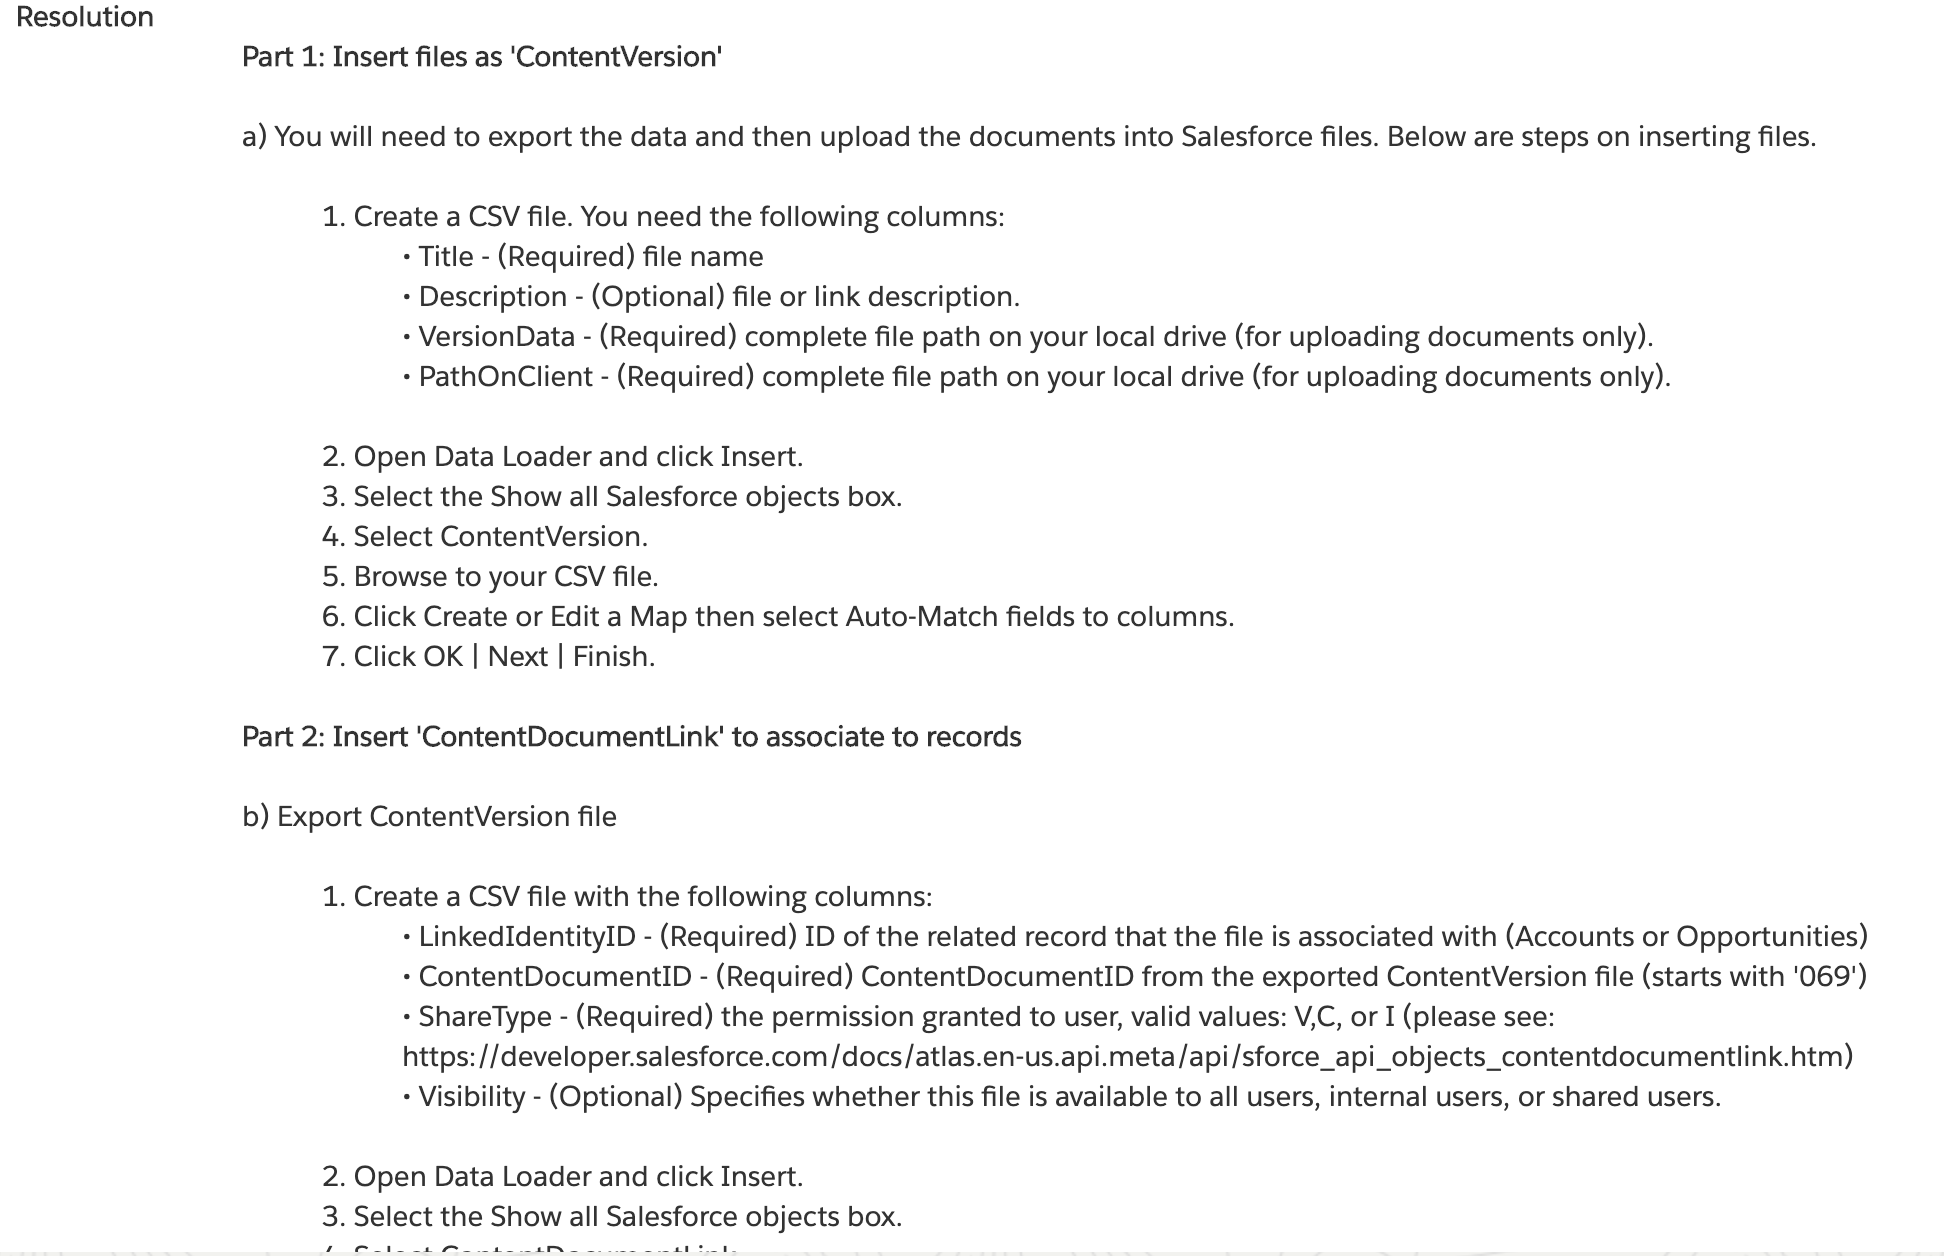 Resolution
Part 1: Insert files as 'ContentVersion'
a) You will need to export the data and then upload the documents into Salesforce files. Below are steps on inserting files.
1. Create a CSV file. You need the following columns:
• Title - (Required) file name
• Description - (Optional) file or link description.
• VersionData - (Required) complete file path on your local drive (for uploading documents only).
• PathOnClient - (Required) complete file path on your local drive (for uploading documents only).
2. Open Data Loader and click Insert.
3. Select the Show all Salesforce objects box.
4. Select ContentVersion.
5. Browse to your CSV file.
6. Click Create or Edit a Map then select Auto-Match fields to columns.
7. Click OK | Next | Finish.
Part 2: Insert 'ContentDocumentLink' to associate to records
b) Export ContentVersion file
1. Create a CSV file with the following columns:
• LinkedIdentityID - (Required) ID of the related record that the file is associated with (Accounts or Opportunities)
• ContentDocumentID - (Required) ContentDocumentID from the exported ContentVersion file (starts with '069')
• ShareType - (Required) the permission granted to user, valid values: V,C, or I (please see:
https://developer.salesforce.com/docs/atlas.en-us.api.meta/api/sforce_api_objects_contentdocumentlink.htm)
• Visibility - (Optional) Specifies whether this file is available to all users, internal users, or shared users.
2. Open Data Loader and click Insert.
3. Select the Show all Salesforce objects box.
4. Select ContentDocumentLink